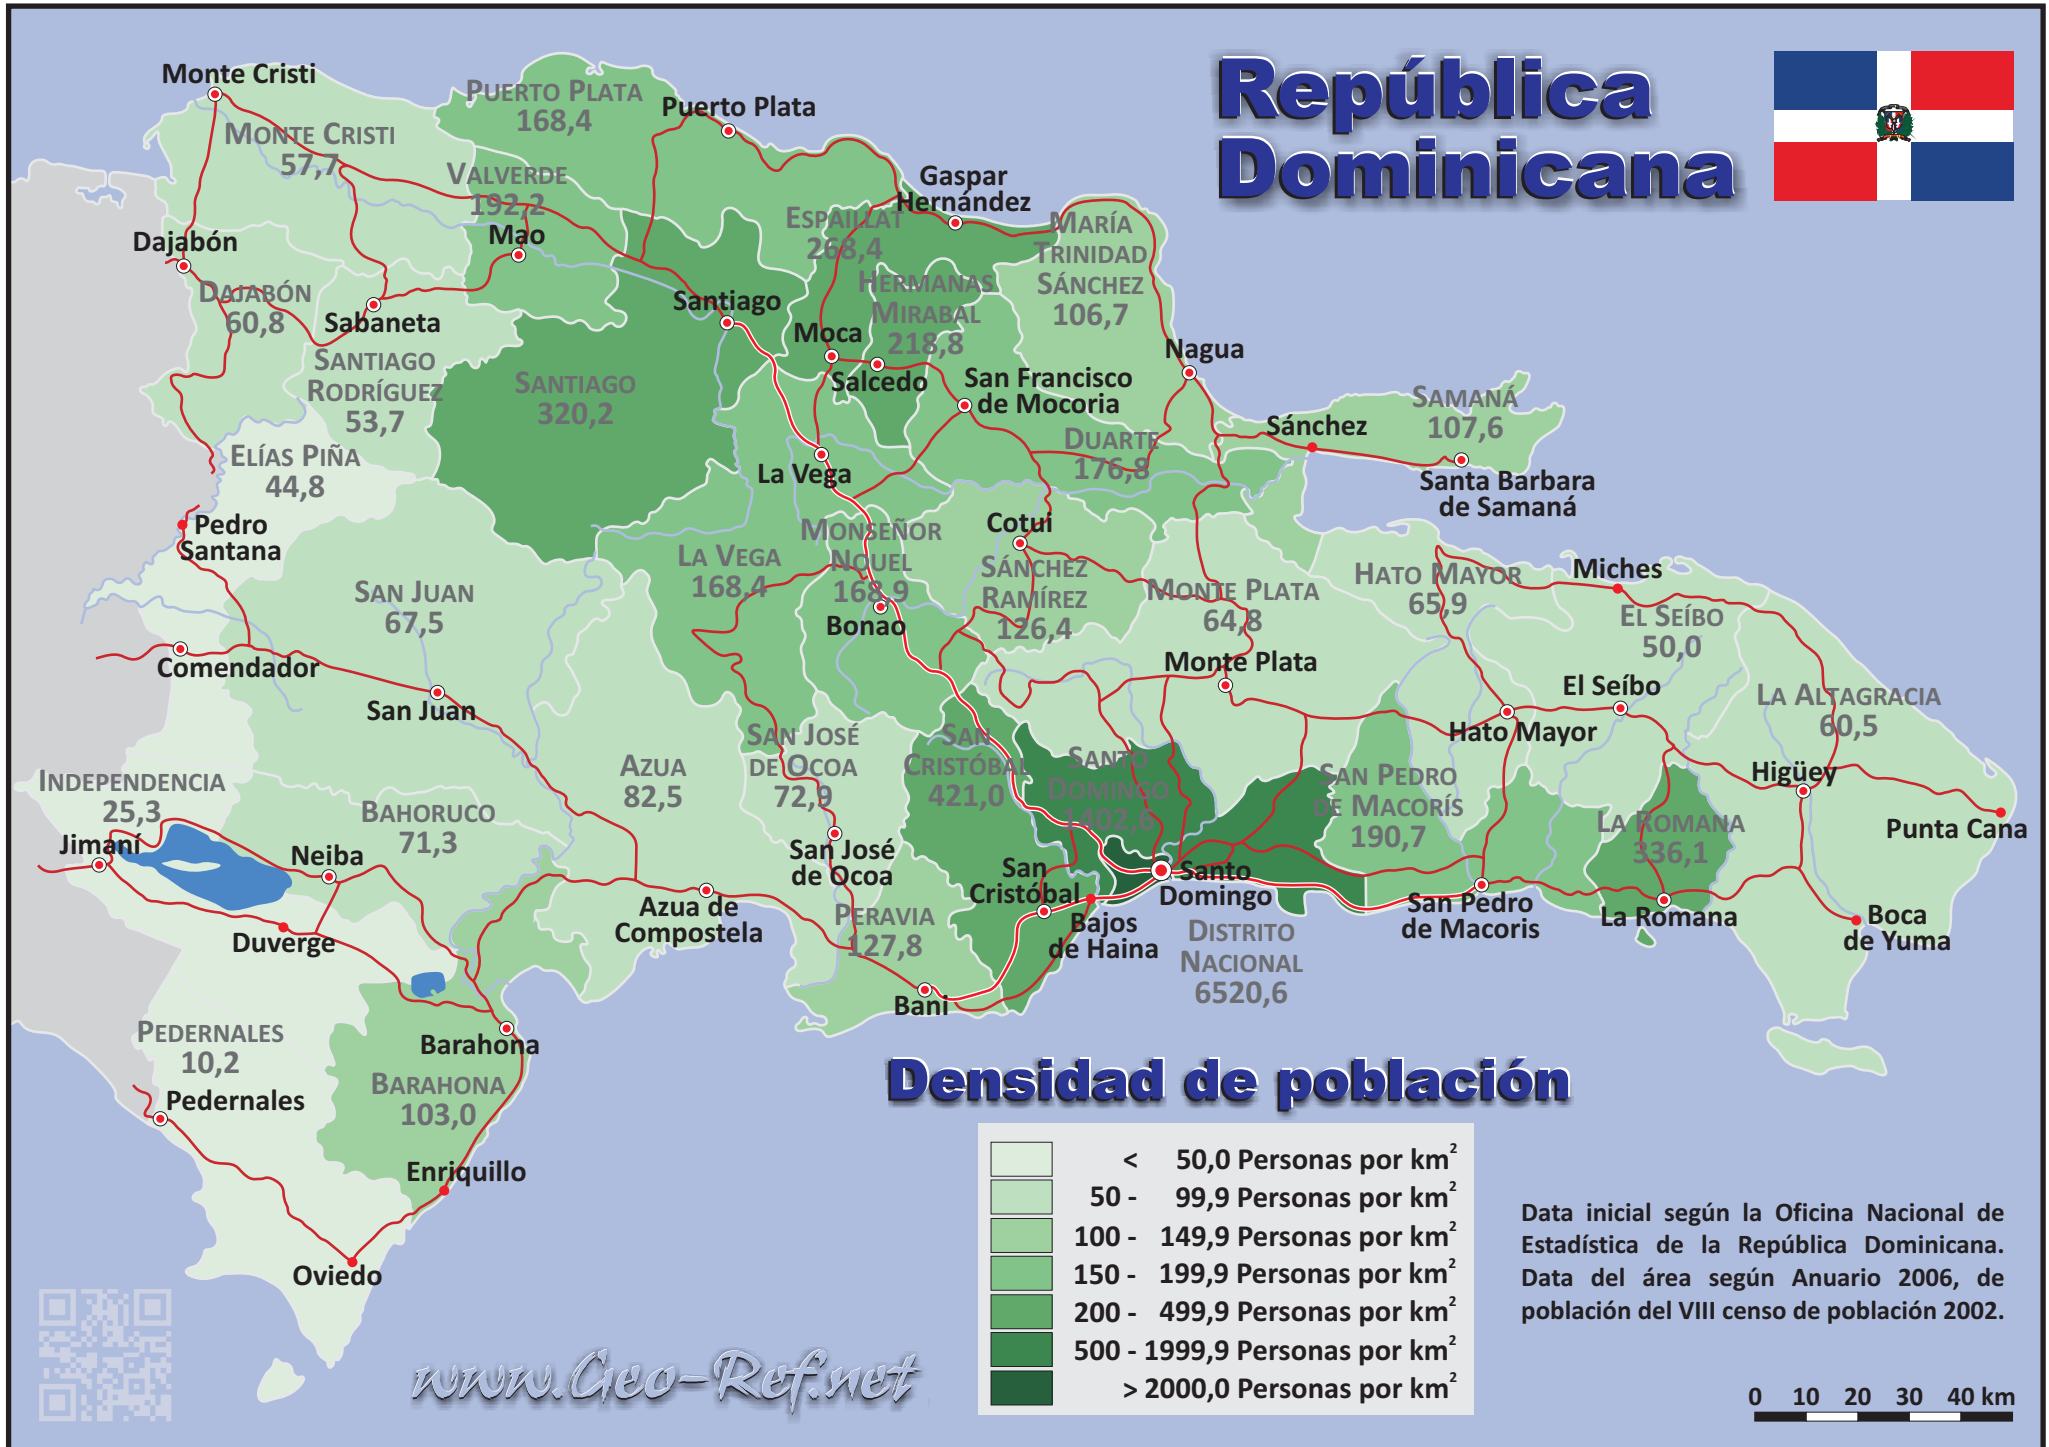 República
Dominicana
Monte Cristi
MONTE CRISTI
57,7
PUERTO PLATA
168,4
Puerto Plata
VALVERDE
192,2
Mao
Gaspar
Hernández
ESPAILLAT
268,4
MARÍA
TRINIDAD
SÁNCHEZ
106,7
Dajabón
DAJABÓN
60,8
Sabaneta
SANTIAGO
RODRÍGUEZ
53,7
Santiago
SANTIAGO
320,2
HERMANAS
MIRABAL
218,8
Moca
Salcedo
San Francisco
de Mocoria
Nagua
DUARTE
176,8
Sánchez
SAMANÁ
107,6
Santa Barbara
de Samaná
ELÍAS PIÑA
44,8
Pedro
Santana
La Vega
LA VEGA
168,4
MONSEÑOR
NOUEL
168,9
Bonao
Cotui
SÁNCHEZ
RAMÍREZ
126,4
MONTE PLATA
64,8
Monte Plata
HATO MAYOR
65,9
Miches
EL SEÍBO
50,0
El Seíbo
Hato Mayor
LA ALTAGRACIA
60,5
Higüey
Punta Cana
SAN JUAN
67,5
Comendador
San Juan
INDEPENDENCIA
25,3
Jimaní
BAHORUCO
71,3
Neiba
Duverge
AZUA
82,5
Azua de
Compostela
SAN JOSÉ
DE OCOA
72,9
San José
de Ocoa
SAN
CRISTÓBAL
421,0
San
Cristóbal
SANTO
DOMINGO
1402,6
Santo
Domingo
Bajos
de Haina
DISTRITO
NACIONAL
6520,6
SAN PEDRO
DE MACORÍS
190,7
San Pedro
de Macoris
LA ROMANA
336,1
La Romana
Boca
de Yuma
PERAVIA
127,8
Bani
PEDERNALES
10,2
Pedernales
Barahona
BARAHONA
103,0
Enriquillo
Oviedo
Densidad de población
< 50,0 Personas por km²
50 - 99,9 Personas por km²
100 - 149,9 Personas por km²
150 - 199,9 Personas por km²
200 - 499,9 Personas por km²
500 - 1999,9 Personas por km²
> 2000,0 Personas por km²
Data inicial según la Oficina Nacional de
Estadística de la República Dominicana.
Data del área según Anuario 2006, de
población del VIII censo de población 2002.
0 10 20 30 40 km
www.Geo-Ref.net